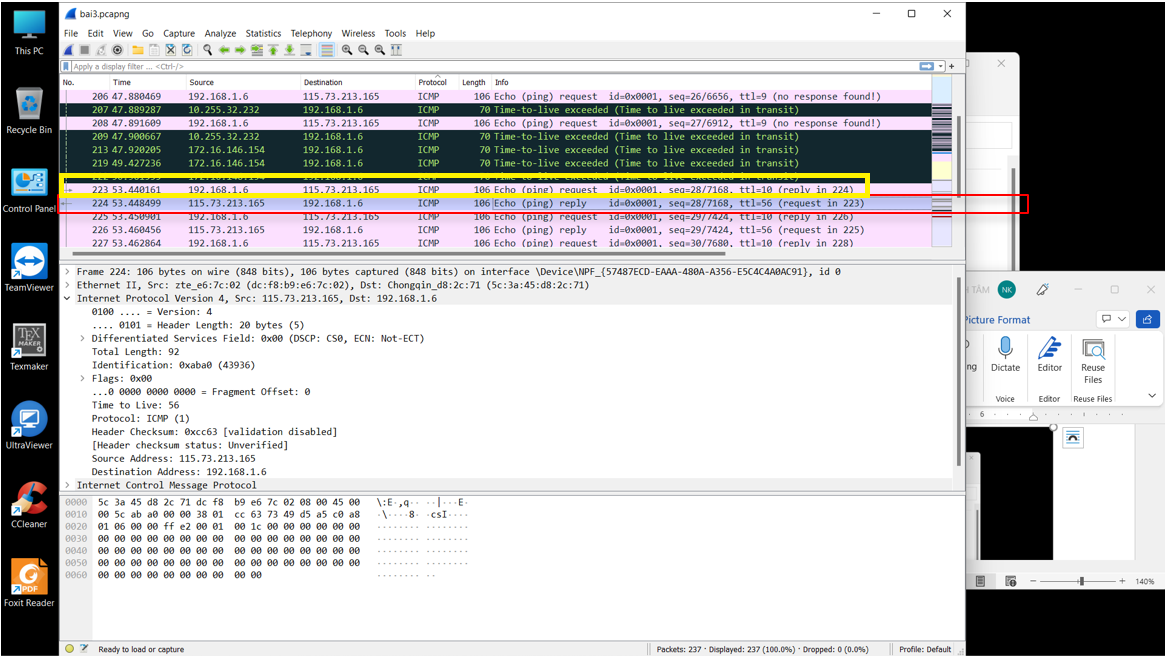 This PC
Recycle Bin
Control Panel
TeamViewer
TEX
MAKER
Texmaker
UltraViewer
CCleaner
PDF
Foxit Reader
bai3.pcapng
File Edit View Go Capture Analyze Statistics Telephony Wireless Tools Help
Apply a display filter ... <Ctrl-/>
No. Time Source Destination Protocol Length Info
206 47.880469 192.168.1.6 115.73.213.165 ICMP 106 Echo (ping) request id=0x0001, seq=26/6656, ttl=9 (no response found!)
207 47.889287 10.255.32.232 192.168.1.6 ICMP 70 Time-to-live exceeded (Time to live exceeded in transit)
208 47.891609 192.168.1.6 115.73.213.165 ICMP 106 Echo (ping) request id=0x0001, seq=27/6912, ttl=9 (no response found!)
209 47.900667 10.255.32.232 192.168.1.6 ICMP 70 Time-to-live exceeded (Time to live exceeded in transit)
213 47.920205 172.16.146.154 192.168.1.6 ICMP 70 Time-to-live exceeded (Time to live exceeded in transit)
219 49.427236 172.16.146.154 192.168.1.6 ICMP 70 Time-to-live exceeded (Time to live exceeded in transit)
192.168.1.6 ICMP 70 Time-to-live exceeded (Time to live exceeded in transit)
223 53.440161 192.168.1.6 115.73.213.165 ICMP 106 Echo (ping) request id=0x0001, seq=28/7168, ttl=10 (reply in 224)
224 53.448499 115.73.213.165 192.168.1.6 ICMP 106 Echo (ping) reply id=0x0001, seq=28/7168, ttl=56 (request in 223)
225 53.450901 192.168.1.6 115.73.213.165 ICMP 106 Echo (ping) request id=0x0001, seq=29/7424, ttl=10 (reply in 226)
226 53.460456 115.73.213.165 192.168.1.6 ICMP 106 Echo (ping) reply id=0x0001, seq=29/7424, ttl=56 (request in 225)
227 53.462864 192.168.1.6 115.73.213.165 ICMP 106 Echo (ping) request id=0x0001, seq=30/7680, ttl=10 (reply in 228)
Frame 224: 106 bytes on wire (848 bits), 106 bytes captured (848 bits) on interface \Device\NPF_{57487ECD-EAAA-480A-A356-E5C4C4A0AC91}, id 0
Ethernet II, Src: zte_e6:7c:02 (dc:f8:b9:e6:7c:02), Dst: Chongqin_d8:2c:71 (5c:3a:45:d8:2c:71)
Internet Protocol Version 4, Src: 115.73.213.165, Dst: 192.168.1.6
0100 .... = Version: 4
.... 0101 = Header Length: 20 bytes (5)
Differentiated Services Field: 0x00 (DSCP: CS0, ECN: Not-ECT)
Total Length: 92
Identification: 0xaba0 (43936)
Flags: 0x00
...0 0000 0000 0000 = Fragment Offset: 0
Time to Live: 56
Protocol: ICMP (1)
Header Checksum: 0xcc63 [validation disabled]
[Header checksum status: Unverified]
Source Address: 115.73.213.165
Destination Address: 192.168.1.6
Internet Control Message Protocol
0000 5c 3a 45 d8 2c 71 dc f8 b9 e6 7c 02 08 00 45 00 \:E·,q·· ··|···E·
0010 00 5c ab a0 00 00 38 01 cc 63 73 49 d5 a5 c0 a8 ·\····8· ·csI····
0020 01 06 00 00 ff e2 00 01 00 1c 00 00 00 00 00 00 ········ ········
0030 00 00 00 00 00 00 00 00 00 00 00 00 00 00 00 00 ········ ········
0040 00 00 00 00 00 00 00 00 00 00 00 00 00 00 00 00 ········ ········
0050 00 00 00 00 00 00 00 00 00 00 00 00 00 00 00 00 ········ ········
0060 00 00 00 00 00 00 00 00 00 00 ········ ··
Ready to load or capture
Packets: 237 · Displayed: 237 (100.0%) · Dropped: 0 (0.0%)
Profile: Default
TÂM NK
Picture Format
Dictate
Editor
Reuse
Files
Voice Editor Reuse Files
6
140%